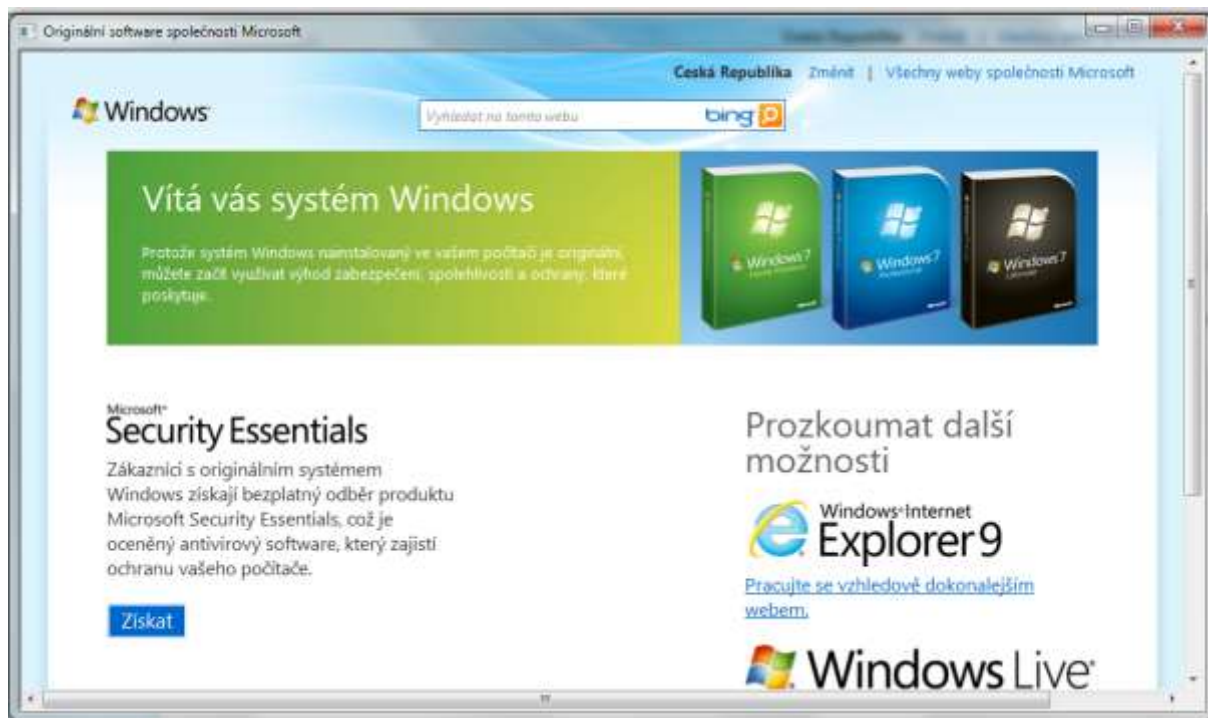 Originální software společnosti Microsoft
Česká Republika Změnit | Všechny weby společnosti Microsoft
Windows
Vyhledat na tomto webu bing
Vítá vás systém Windows
Protože systém Windows nainstalovaný ve vašem počítači je originální,
můžete začít využívat výhod zabezpečení, spolehlivosti a ochrany, které
poskytuje.
Windows 7
Windows 7
Windows 7
Microsoft
Security Essentials
Zákazníci s originálním systémem
Windows získají bezplatný odběr produktu
Microsoft Security Essentials, což je
oceněný antivirový software, který zajistí
ochranu vašeho počítače.
Získat
Prozkoumat další
možnosti
Windows Internet
Explorer 9
Pracujte se vzhledově dokonalejším
webem.
Windows Live